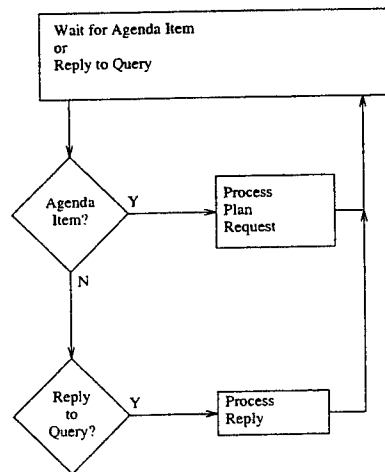 Wait for Agenda Item
or
Reply to Query
Agenda
Item?
Y
Process
Plan
Request
N
Reply
to
Query?
Y
Process
Reply